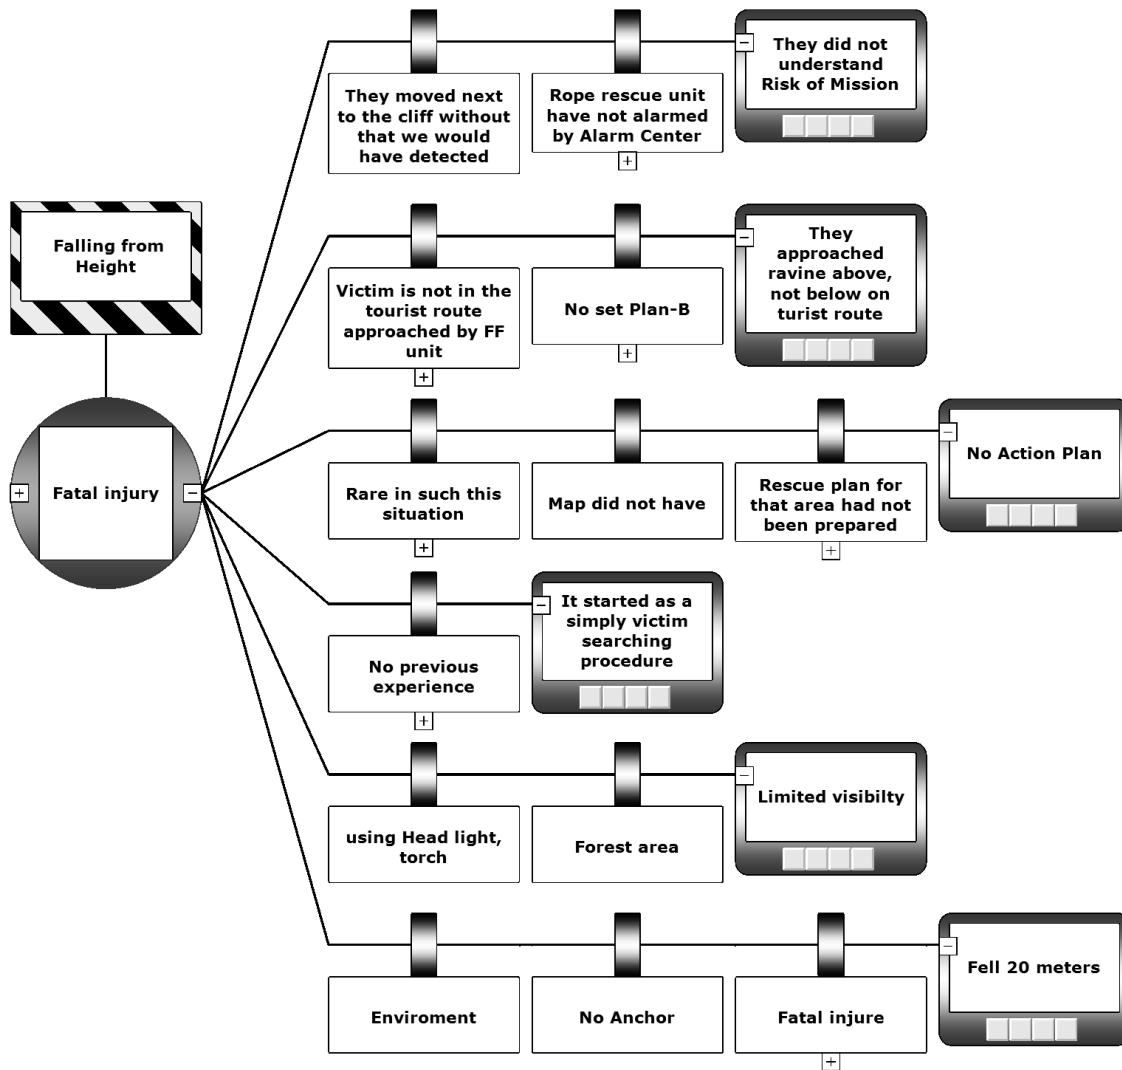 They moved next
to the cliff without
that we would
have detected
Rope rescue unit
have not alarmed
by Alarm Center
They did not
understand
Risk of Mission
Falling from
Height
Victim is not in the
tourist route
approached by FF
unit
No set Plan-B
They
approached
ravine above,
not below on
turist route
Fatal injury
Rare in such this
situation
Map did not have
Rescue plan for
that area had not
been prepared
No Action Plan
No previous
experience
It started as a
simply victim
searching
procedure
using Head light,
torch
Forest area
Limited visibilty
Enviroment
No Anchor
Fatal injure
Fell 20 meters